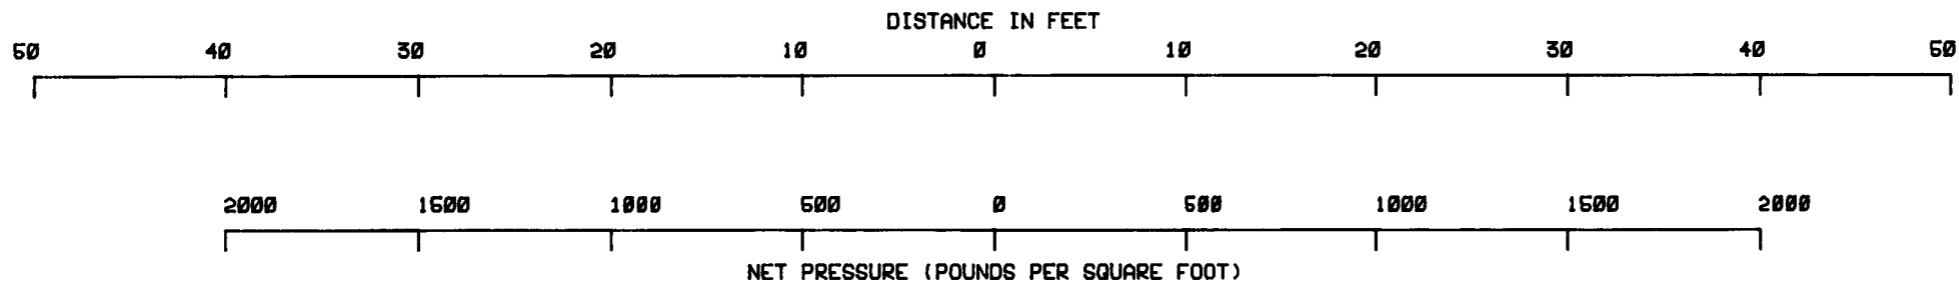 DISTANCE IN FEET
50 40 30 20 10 0 10 20 30 40 50
2000 1500 1000 500 0 500 1000 1500 2000
NET PRESSURE (POUNDS PER SQUARE FOOT)